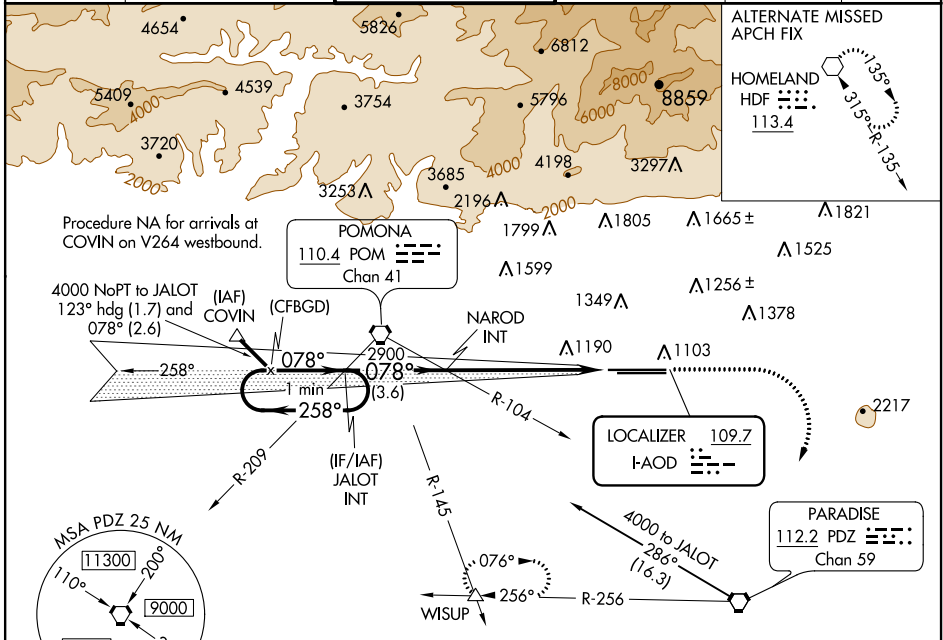 4654
5826
6812
5409
4000
4539
3754
5796
8000
6000
8859
3720
2000
3253
3685
2196
4000
4198
2000
3297
ALTERNATE MISSED
APCH FIX
HOMELAND
HDF
113.4
135°
315°
R-135
Procedure NA for arrivals at
COVIN on V264 westbound.
POMONA
110.4 POM
Chan 41
1799
1805
1665 ±
1821
1599
1525
1349
1256 ±
1378
1190
1103
2217
4000 NoPT to JALOT
123° hdg (1.7) and
078° (2.6)
(IAF)
COVIN
(CFBGD)
NAROD
INT
258°
078°
2900
078°
(3.6)
1 min
258°
R-104
R-209
(IF/IAF)
JALOT
INT
R-145
LOCALIZER 109.7
I-AOD
4000 to JALOT
286°
(16.3)
PARADISE
112.2 PDZ
Chan 59
076°
256°
R-256
WISUP
MSA PDZ 25 NM
11300
110°
200°
9000